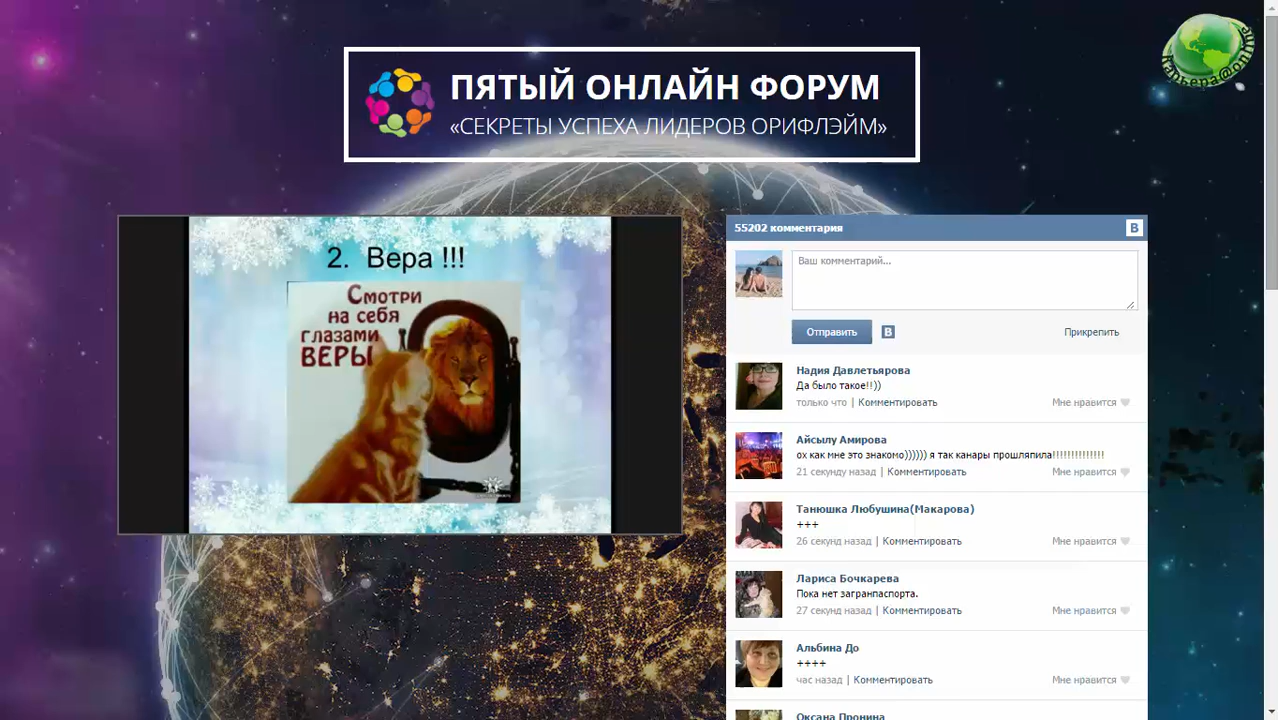 ПЯТЫЙ ОНЛАЙН ФОРУМ
«СЕКРЕТЫ УСПЕХА ЛИДЕРОВ ОРИФЛЭЙМ»
карьера@online
2. Вера !!!
Смотри
на себя
глазами
ВЕРЫ
55202 комментария
B
Ваш комментарий...
Отправить
B
Прикрепить
Надия Давлетьярова
Да было такое!!))
только что | Комментировать
Мне нравится
Айсылу Амирова
ох как мне это знакомо)))))) я так канары прошляпила!!!!!!!!!!!!!!
21 секунду назад | Комментировать
Мне нравится
Танюшка Любушина(Макарова)
+++
26 секунд назад | Комментировать
Мне нравится
Лариса Бочкарева
Пока нет загранпаспорта.
27 секунд назад | Комментировать
Мне нравится
Альбина До
++++
час назад | Комментировать
Мне нравится
Оксана Пронина